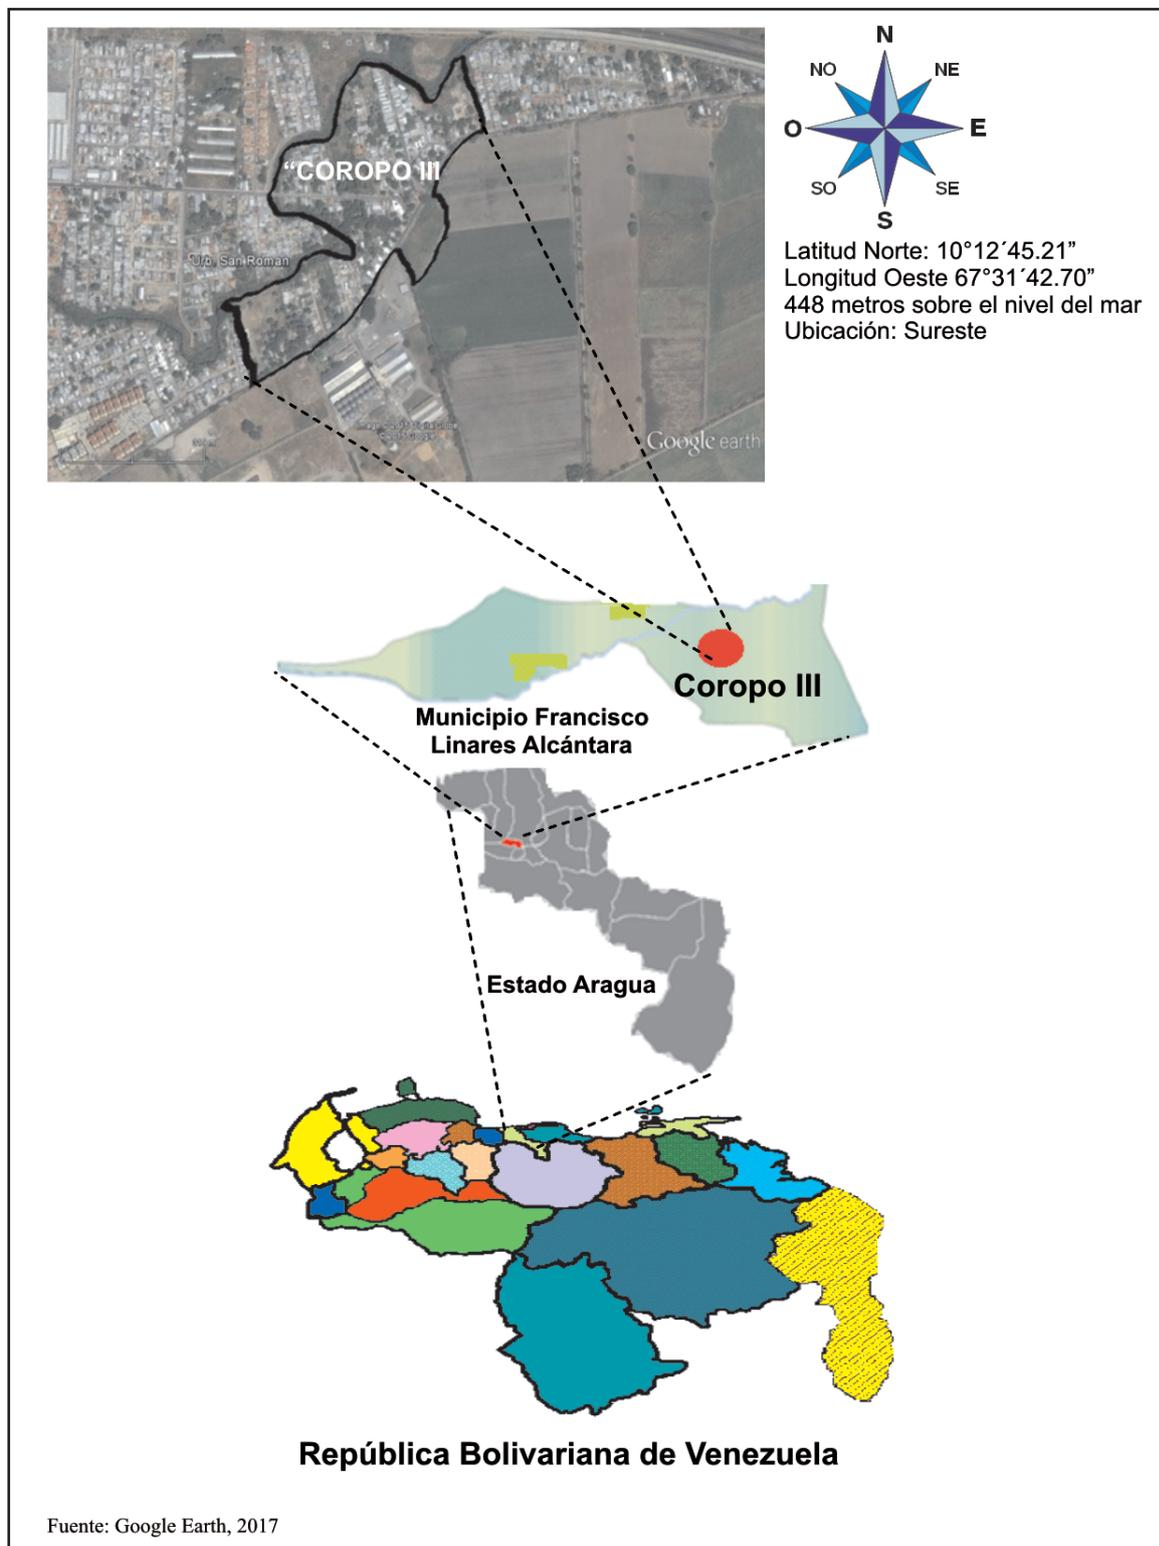 N
NO
NE
O
E
SO
SE
S
"COROPO III
Urb. San Roman
Google earth
Latitud Norte: 10°12´45.21”
Longitud Oeste 67°31´42.70”
448 metros sobre el nivel del mar
Ubicación: Sureste
Coropo III
Municipio Francisco
Linares Alcántara
Estado Aragua
República Bolivariana de Venezuela
Fuente: Google Earth, 2017